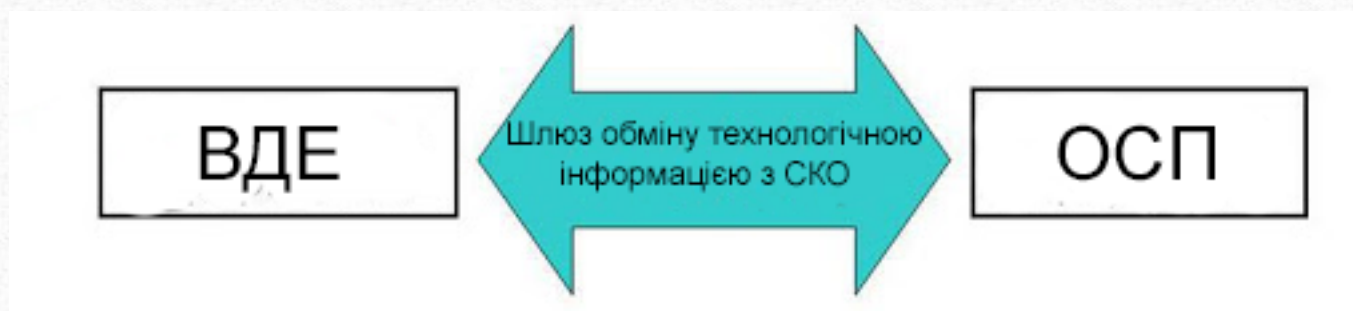 ВДЕ
Шлюз обміну технологічною
інформацією з СКО
ОСП